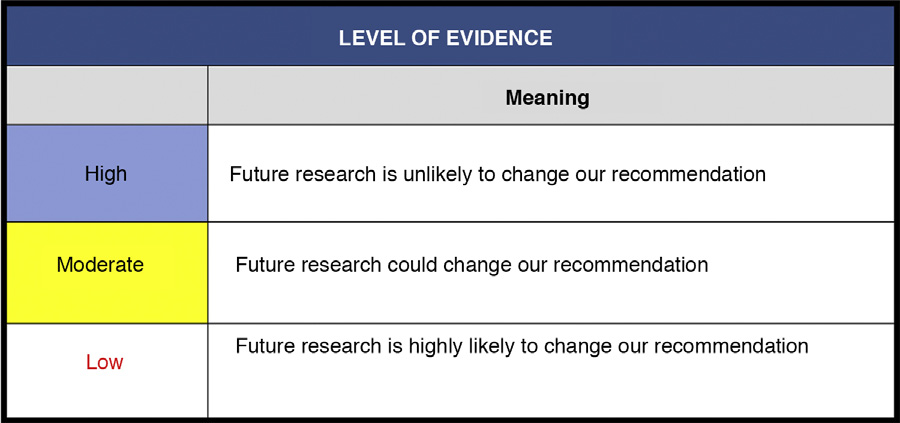 LEVEL OF EVIDENCE
Meaning
High
Future research is unlikely to change our recommendation
Moderate
Future research could change our recommendation
Low
Future research is highly likely to change our recommendation